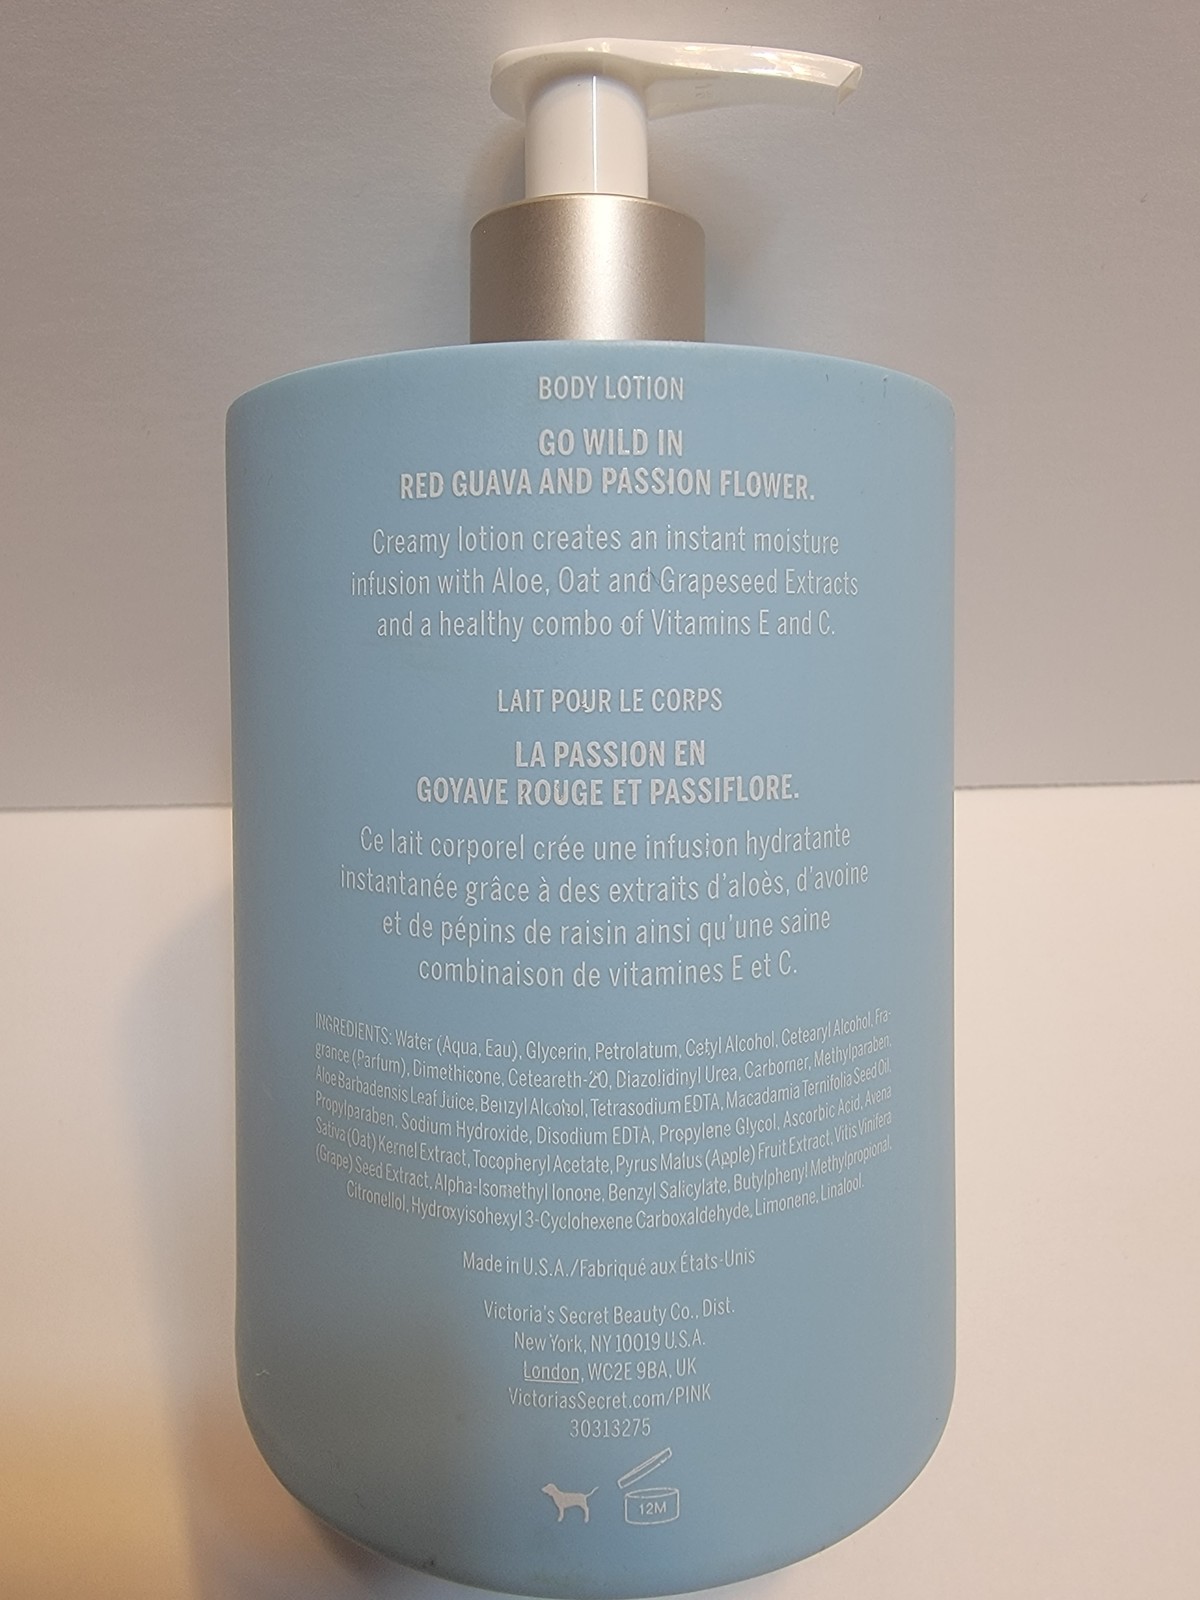 BODY LOTION
GO WILD IN
RED GUAVA AND PASSION FLOWER.
Creamy lotion creates an instant moisture
infusion with Aloe, Oat and Grapeseed Extracts
and a healthy combo of Vitamins E and C.
LAIT POUR LE CORPS
LA PASSION EN
GOYAVE ROUGE ET PASSIFLORE.
Ce lait corporel crée une infusion hydratante
instantanée grâce à des extraits d'aloès, d'avoine
et de pépins de raisin ainsi qu'une saine
combinaison de vitamines E et C.
INGREDIENTS: Water (Aqua, Eau), Glycerin, Petrolatum, Cetyl Alcohol, Cetearyl Alcohol, Fra-
grance (Parfum), Dimethicone, Ceteareth-20, Diazolidinyl Urea, Carbomer, Methylparaben,
Aloe Barbadensis Leaf Juice, Benzyl Alcohol, Tetrasodium EDTA, Macadamia Ternifolia Seed Oil,
Propylparaben, Sodium Hydroxide, Disodium EDTA, Propylene Glycol, Ascorbic Acid, Avena
Sativa (Oat) Kernel Extract, Tocopheryl Acetate, Pyrus Malus (Apple) Fruit Extract, Vitis Vinifera
(Grape) Seed Extract, Alpha-Isomethyl Ionone, Benzyl Salicylate, Butylphenyl Methylpropional,
Citronellol, Hydroxyisohexyl 3-Cyclohexene Carboxaldehyde, Limonene, Linalool.
Made in U.S.A./Fabriqué aux États-Unis
Victoria's Secret Beauty Co., Dist.
New York, NY 10019 U.S.A.
London, WC2E 9BA, UK
VictoriasSecret.com/PINK
30313275
12M